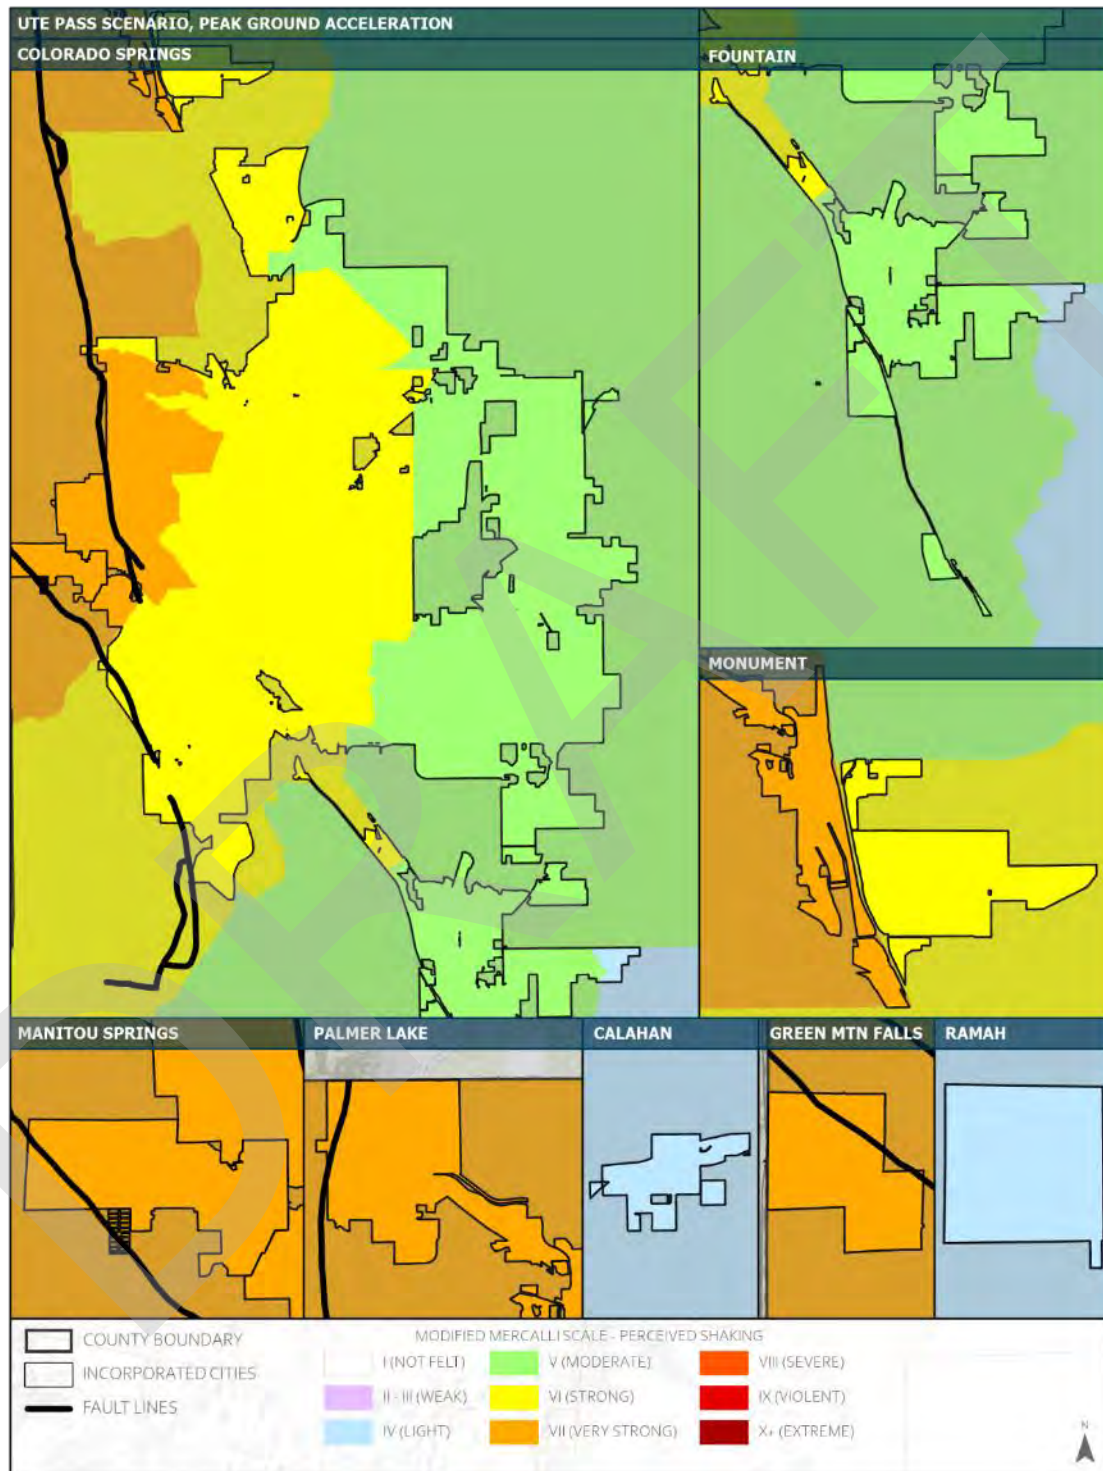 UTE PASS SCENARIO, PEAK GROUND ACCELERATION
COLORADO SPRINGS
FOUNTAIN
MONUMENT
MANITOU SPRINGS
PALMER LAKE
CALAHAN
GREEN MTN FALLS
RAMAH
COUNTY BOUNDARY
INCORPORATED CITIES
FAULT LINES
MODIFIED MERCALLI SCALE - PERCEIVED SHAKING
I (NOT FELT)
II - III (WEAK)
IV (LIGHT)
V (MODERATE)
VI (STRONG)
VII (VERY STRONG)
VIII (SEVERE)
IX (VIOLENT)
X+ (EXTREME)
N
DRAFT